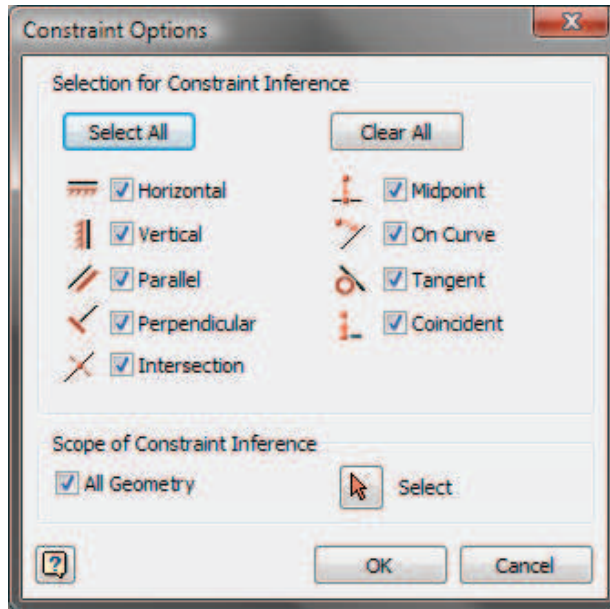 Constraint Options
Selection for Constraint Inference
Select All
Clear All
Horizontal
Midpoint
Vertical
On Curve
Parallel
Tangent
Perpendicular
Coincident
Intersection
Scope of Constraint Inference
All Geometry
Select
OK
Cancel